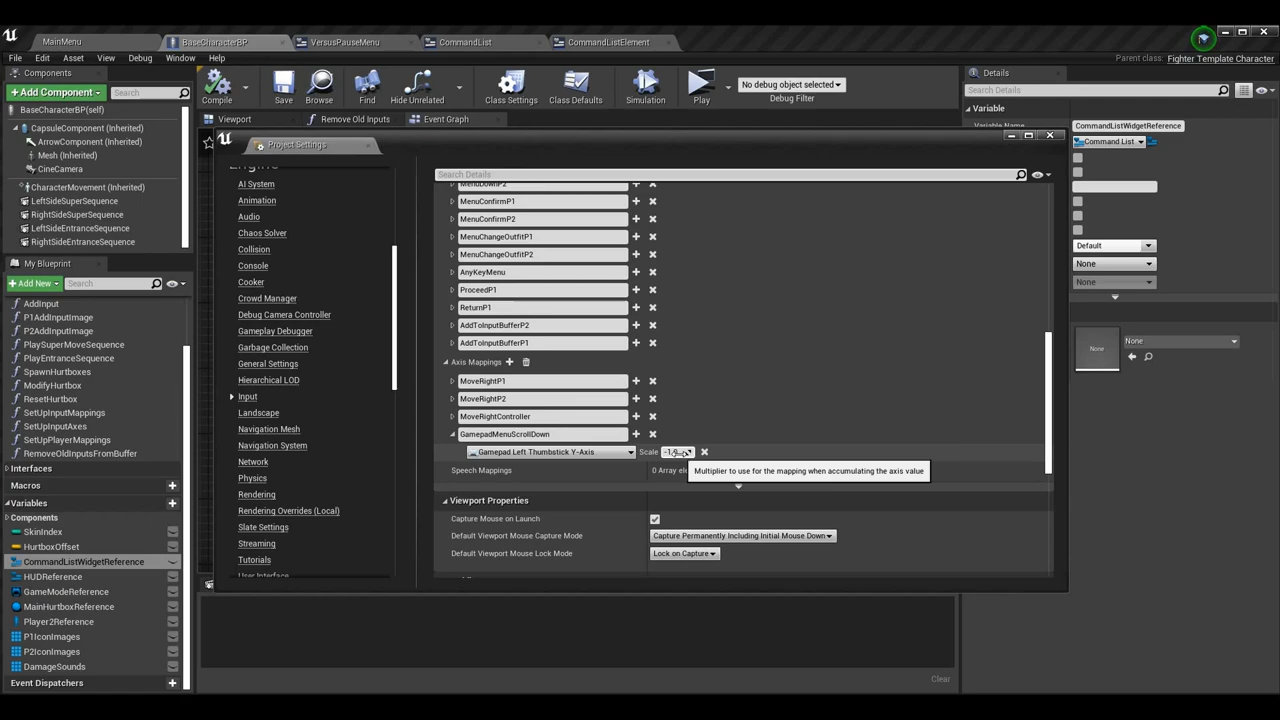 MainMenu
BaseCharacterBP
VersusPauseMenu
CommandList
CommandListElement
File Edit Asset View Debug Window Help
Parent class: Fighter Template Character
Components
Add Component
Search
BaseCharacterBP(self)
CapsuleComponent (Inherited)
ArrowComponent (Inherited)
Mesh (Inherited)
CineCamera
CharacterMovement (Inherited)
LeftSideSuperSequence
RightSideSuperSequence
LeftSideEntranceSequence
RightSideEntranceSequence
My Blueprint
Add New
Search
AddInput
P1AddInputImage
P2AddInputImage
PlaySuperMoveSequence
PlayEntranceSequence
SpawnHurtboxes
ModifyHurtbox
ResetHurtbox
SetUpInputMappings
SetUpInputAxes
SetUpPlayerMappings
RemoveOldInputsFromBuffer
Interfaces
Macros
Variables
Components
SkinIndex
HurtboxOffset
CommandListWidgetReference
HUDReference
GameModeReference
MainHurtboxReference
Player2Reference
P1IconImages
P2IconImages
DamageSounds
Event Dispatchers
Compile Save Browse Find Hide Unrelated Class Settings Class Defaults Simulation Play
No debug object selected
Debug Filter
Viewport
Remove Old Inputs
Event Graph
Project Settings
AI System
Animation
Audio
Chaos Solver
Collision
Console
Cooker
Crowd Manager
Debug Camera Controller
Gameplay Debugger
Garbage Collection
General Settings
Hierarchical LOD
Input
Landscape
Navigation Mesh
Navigation System
Network
Physics
Rendering
Rendering Overrides (Local)
Slate Settings
Streaming
Tutorials
User Interface
Search Details
MenuDownP2
MenuConfirmP1
MenuConfirmP2
MenuChangeOutfitP1
MenuChangeOutfitP2
AnyKeyMenu
ProceedP1
ReturnP1
AddToInputBufferP2
AddToInputBufferP1
Axis Mappings
MoveRightP1
MoveRightP2
MoveRightController
GamepadMenuScrollDown
Gamepad Left Thumbstick Y-Axis
Scale
Speech Mappings
0 Array
Multiplier to use for the mapping when accumulating the axis value
Viewport Properties
Capture Mouse on Launch
Default Viewport Mouse Capture Mode
Capture Permanently Including Initial Mouse Down
Default Viewport Mouse Lock Mode
Lock on Capture
Clear
Details
Search Details
Variable
Variable Name
CommandListWidgetReference
Command List
Default
None
None
None
None